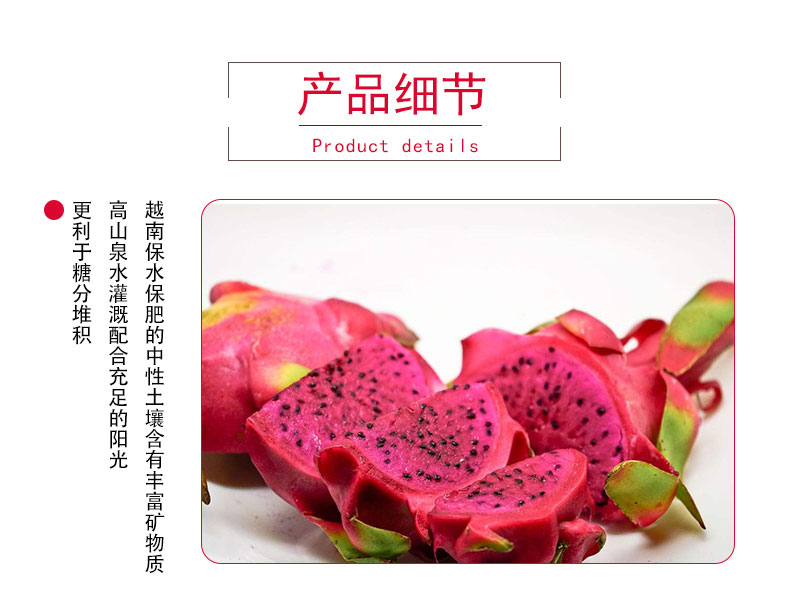 产品细节
Product details
越南保水保肥的中性土壤含有丰富矿物质
高山泉水灌溉配合充足的阳光
更利于糖分堆积